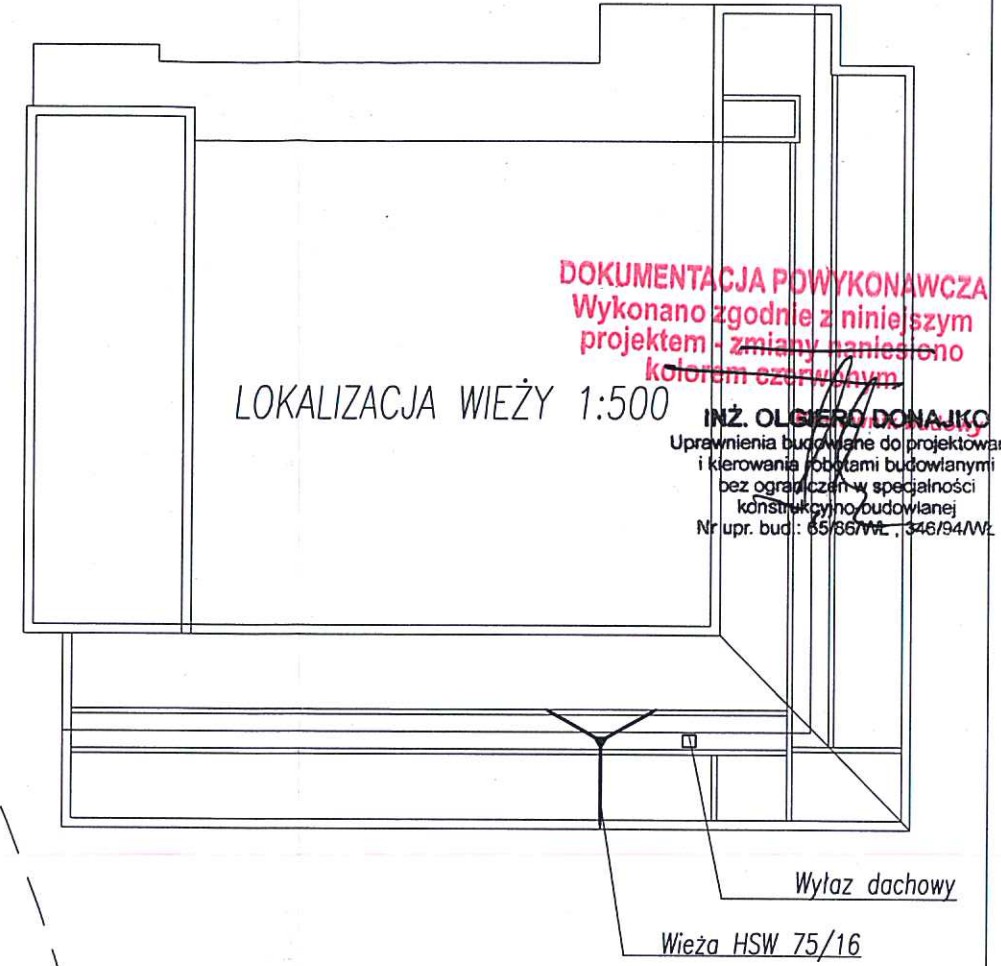 DOKUMENTACJA POWYKONAWCZA
Wykonano zgodnie z niniejszym
projektem - zmiany naniesiono
kolorem czerwonym
LOKALIZACJA WIEŻY 1:500
INŻ. OLGIERD DONAJKO
Uprawnienia budowlane do projektowan
i kierowania robotami budowlanymi
bez ograniczeń w specjalności
konstrukcyjno-budowlanej
Nr upr. bud.: 65/86/WŁ, 346/94/WŁ
Wyłaz dachowy
Wieża HSW 75/16